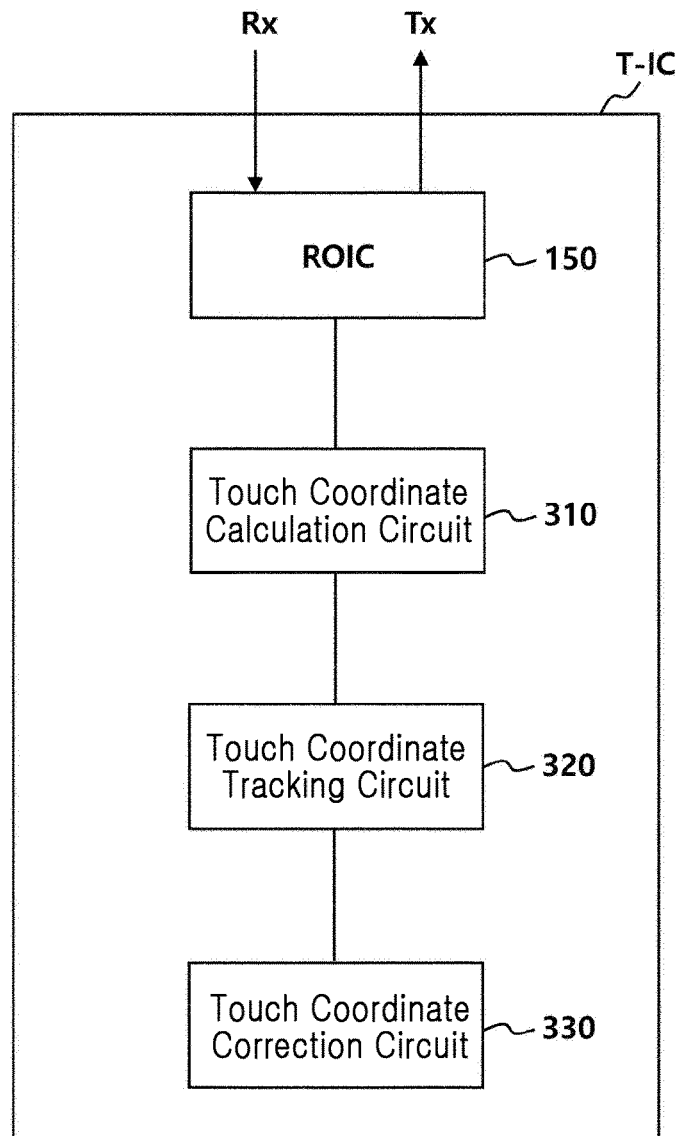 Rx
Tx
T-IC
ROIC
150
Touch Coordinate
Calculation Circuit
310
Touch Coordinate
Tracking Circuit
320
Touch Coordinate
Correction Circuit
330